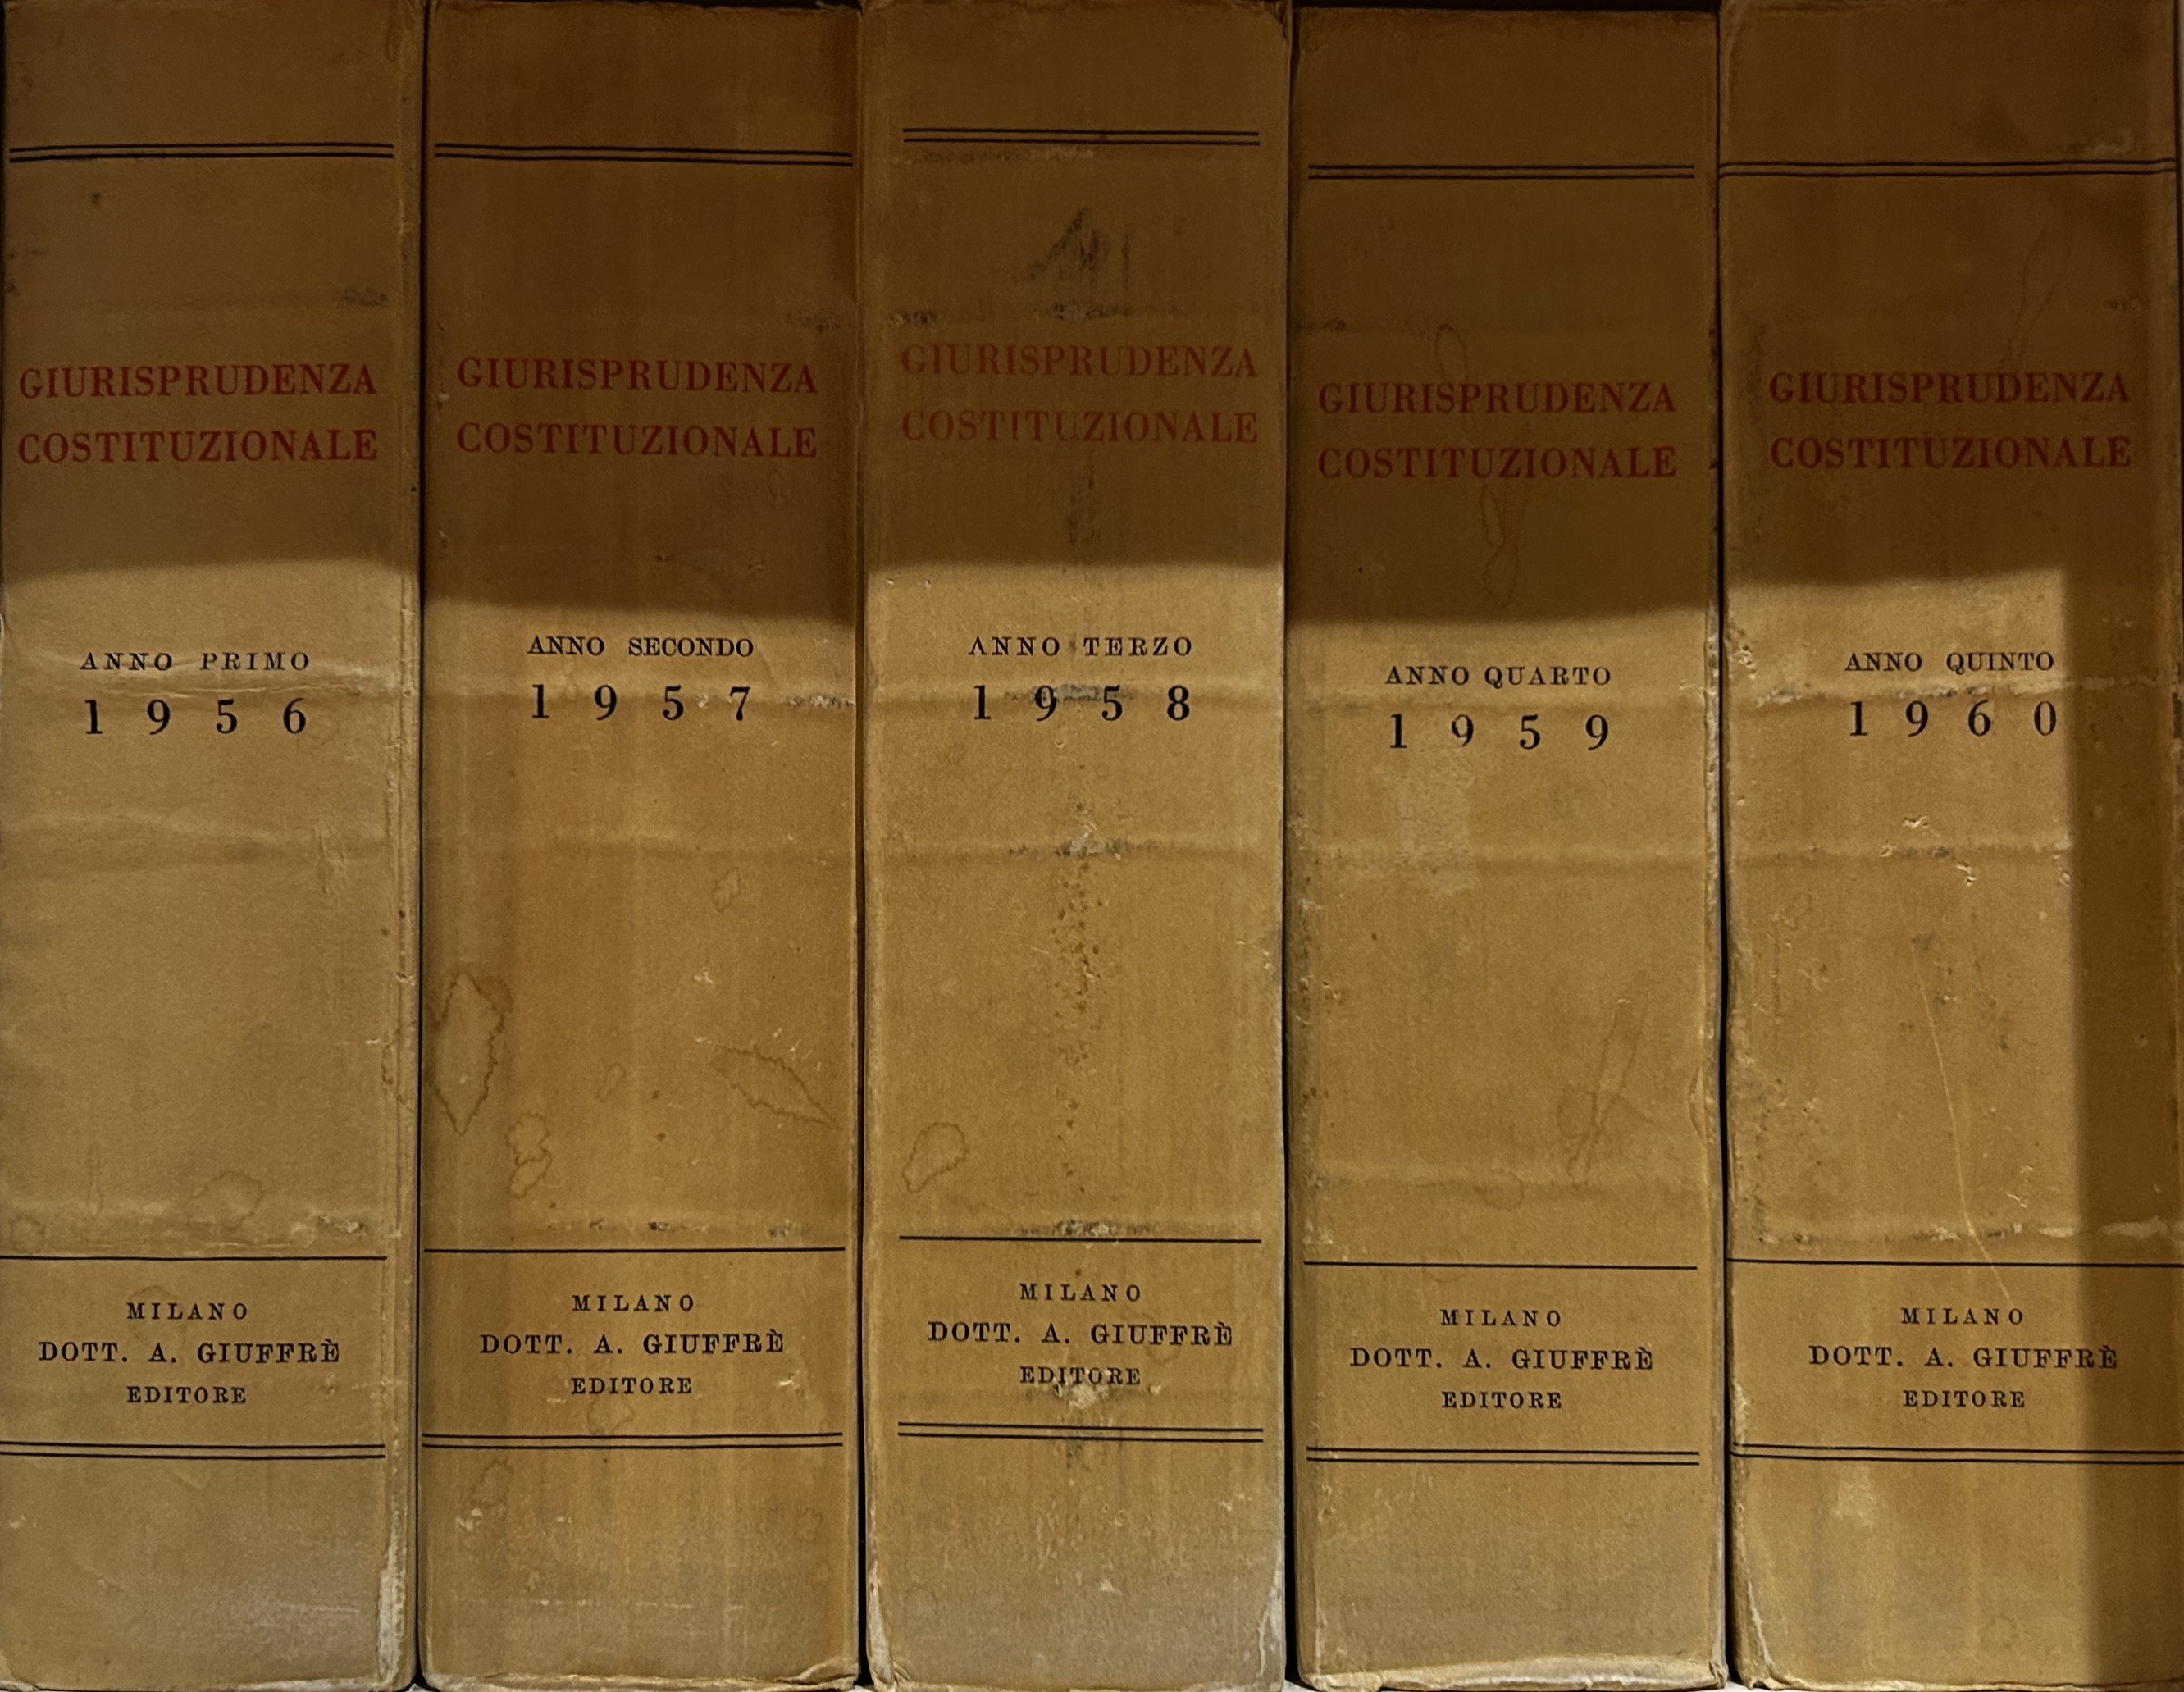 GIURISPRUDENZA
COSTITUZIONALE
ANNO PRIMO
1 9 5 6
MILANO
DOTT. A. GIUFFRÈ
EDITORE
GIURISPRUDENZA
COSTITUZIONALE
ANNO SECONDO
1 9 5 7
MILANO
DOTT. A. GIUFFRÈ
EDITORE
GIURISPRUDENZA
COSTITUZIONALE
ANNO TERZO
1 9 5 8
MILANO
DOTT. A. GIUFFRÈ
EDITORE
GIURISPRUDENZA
COSTITUZIONALE
ANNO QUARTO
1 9 5 9
MILANO
DOTT. A. GIUFFRÈ
EDITORE
GIURISPRUDENZA
COSTITUZIONALE
ANNO QUINTO
1 9 6 0
MILANO
DOTT. A. GIUFFRÈ
EDITORE